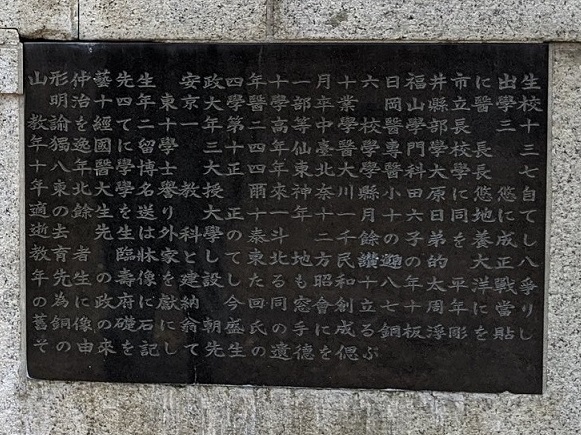 生校十三七自てし八爭りし
出學二 悠に成正戰當貼
に醫 長長悠地養大洋にを
市立長校學に同を 平周彫
井縣部學大原日弟的太年浮
福山學門科田六子の年十板
日岡醫專醫小十の遡八七銅
六 校學學縣月餘讃十立るぶ
十業學醫大川一千民和創成偲
月卒中臺北奈十二方昭會にを
一部等仙東神年 地も窓手德
十學高年來一斗北る同の遺
年醫二四爾十泰東た回氏の
四學第十正 正のてし今盛生
政大年三大授大學し設 朝先
安京一 教 科と建納翁て
東十學士擧り外家を獻にし
生年二留博名送は牀像に石記
先四てに學を生臨壽府礎を
藝十經國醫大先の 政の來
仲治を逸年北餘 者生に像由
形明諭獨八東の去育先為銅の
山 教年十年適逝教年の舊そ